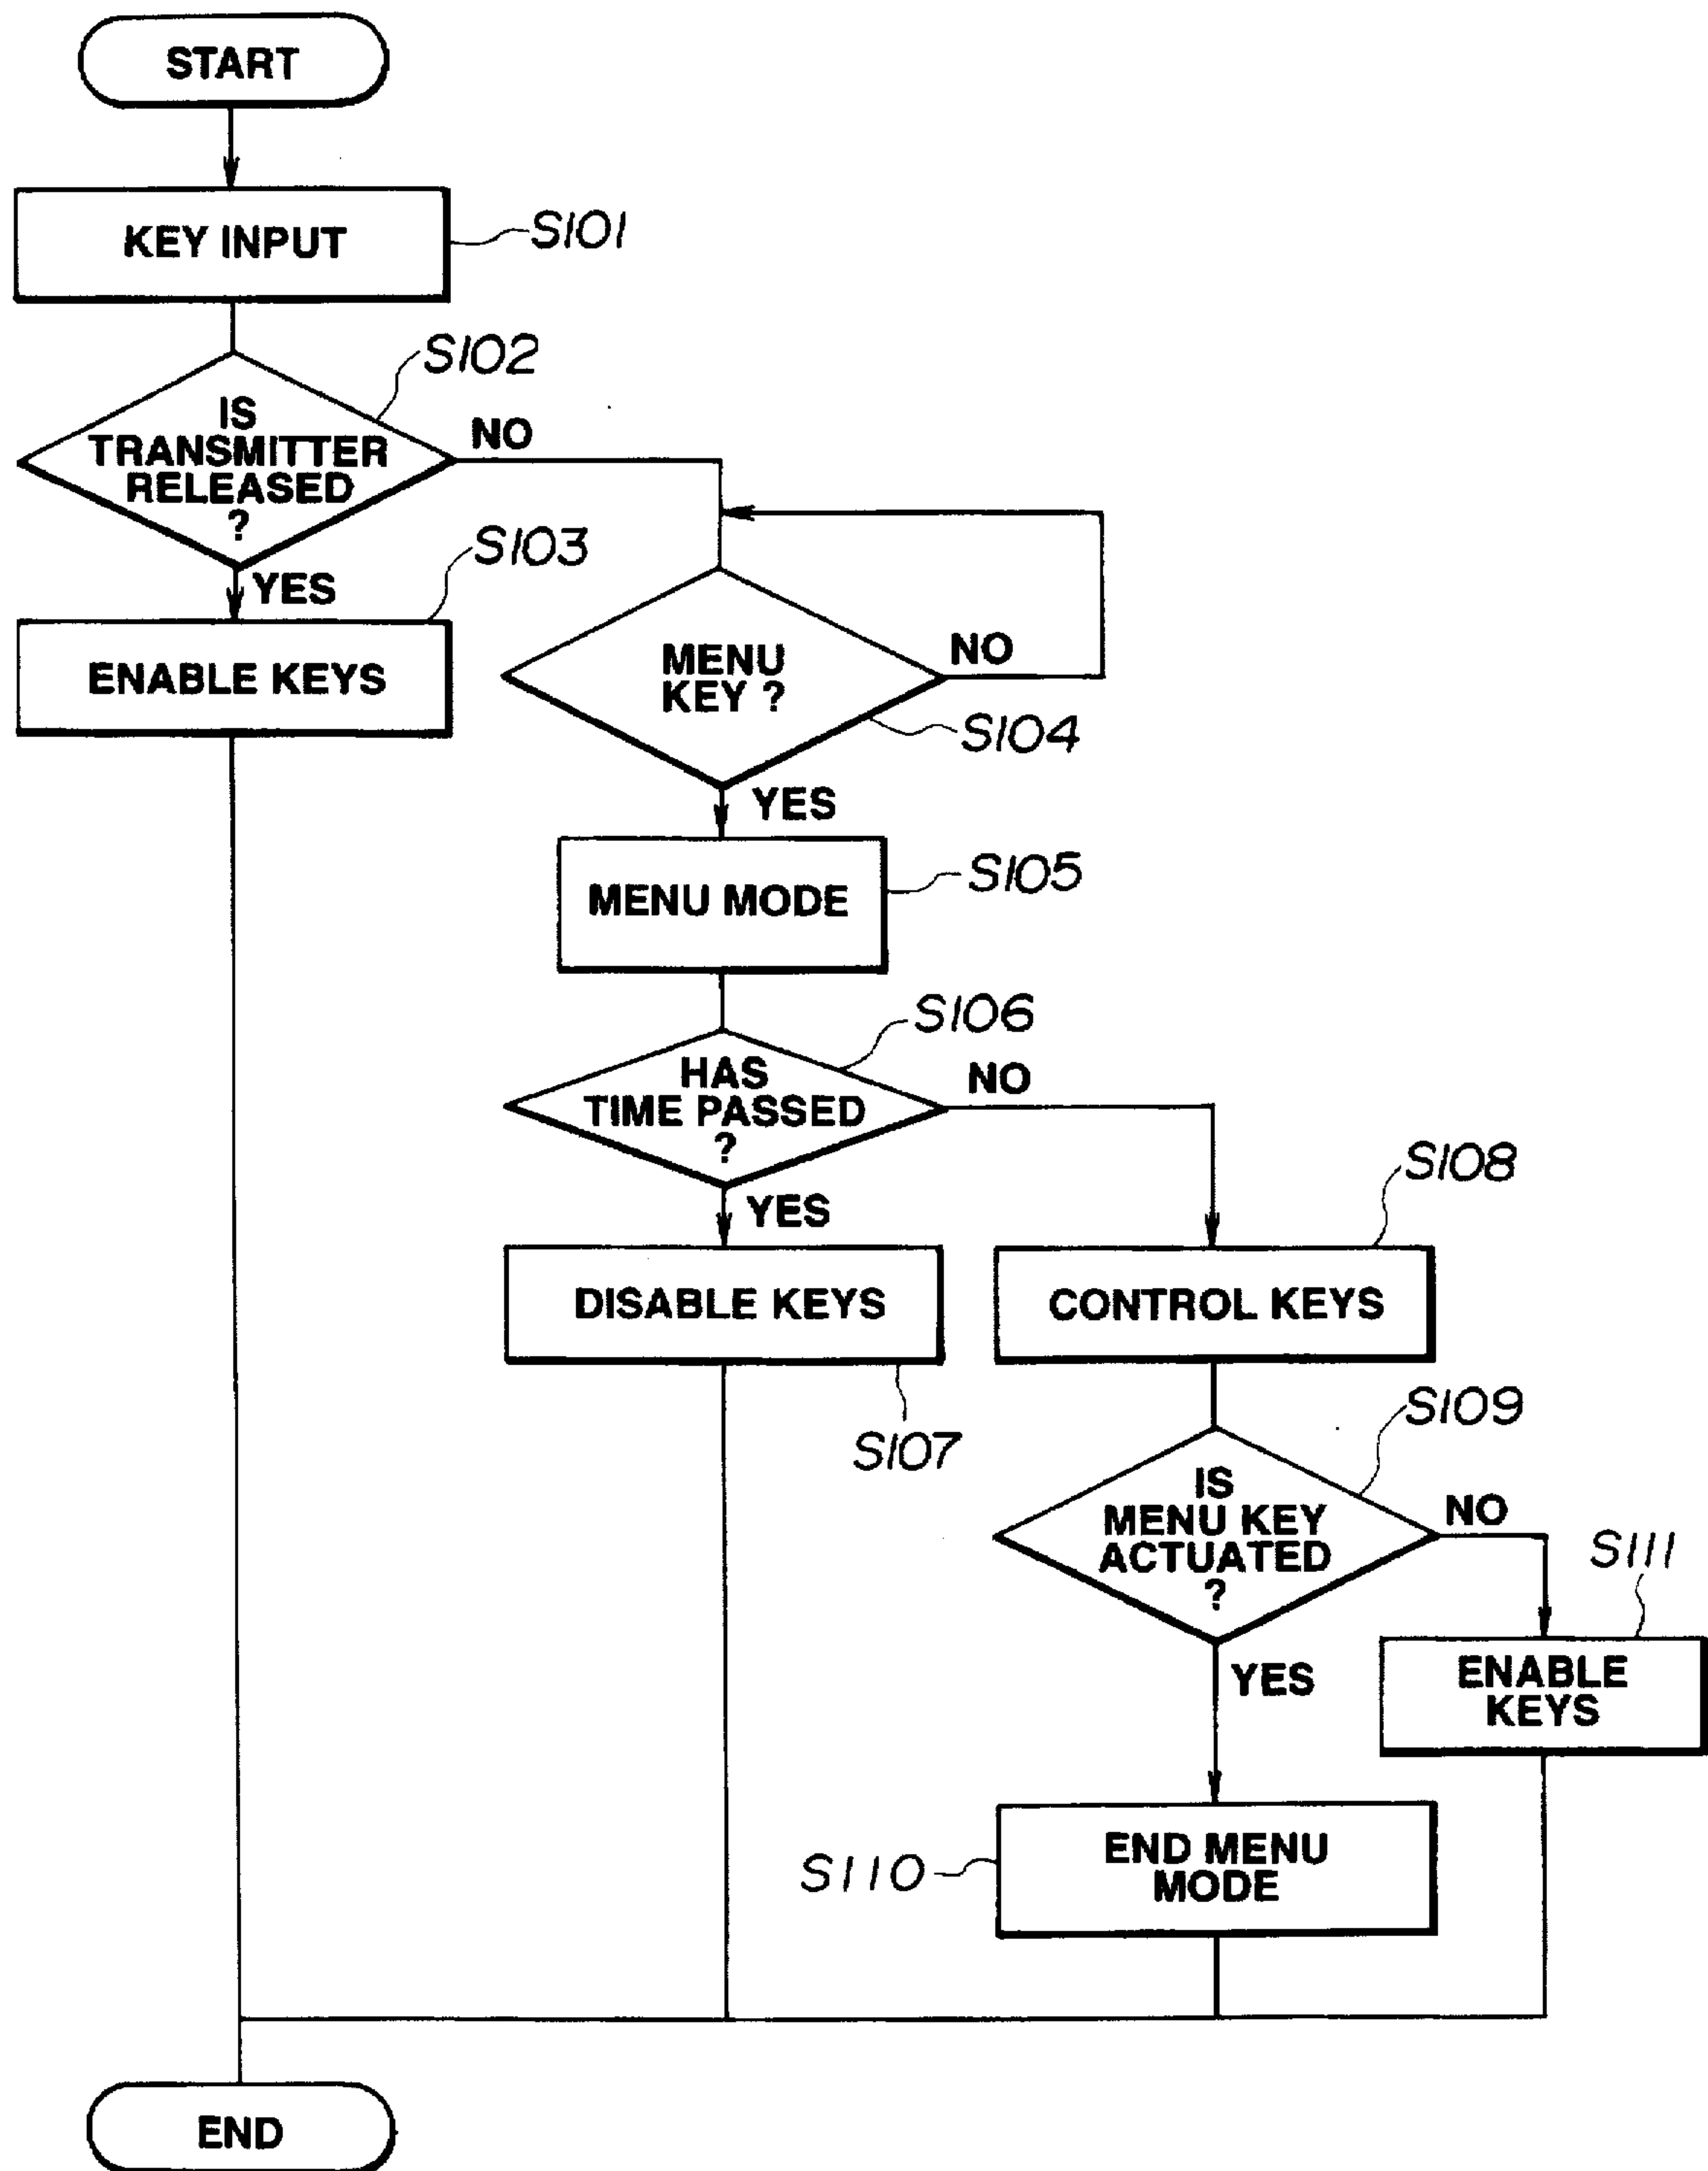 START
KEY INPUT
S101
S102
IS
TRANSMITTER
RELEASED
?
NO
YES
S103
ENABLE KEYS
MENU
KEY ?
NO
S104
YES
MENU MODE
S105
S106
HAS
TIME PASSED
?
NO
YES
S108
DISABLE KEYS
CONTROL KEYS
S107
S109
IS
MENU KEY
ACTUATED
?
NO
S111
YES
ENABLE
KEYS
S110
END MENU
MODE
END